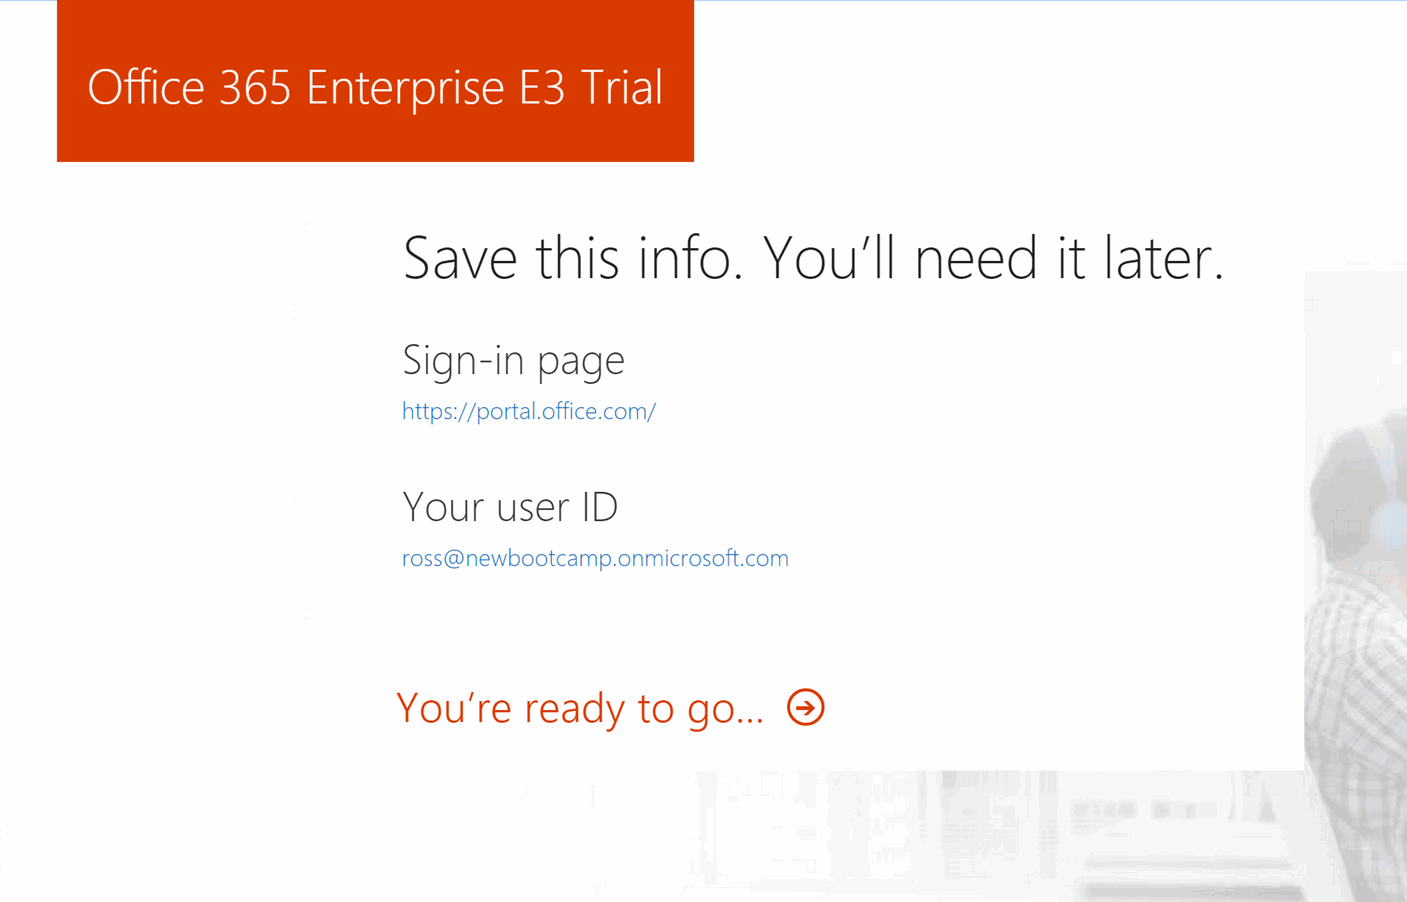 Office 365 Enterprise E3 Trial
Save this info. You’ll need it later.
Sign-in page
https://portal.office.com/
Your user ID
ross@newbootcamp.onmicrosoft.com
You’re ready to go...